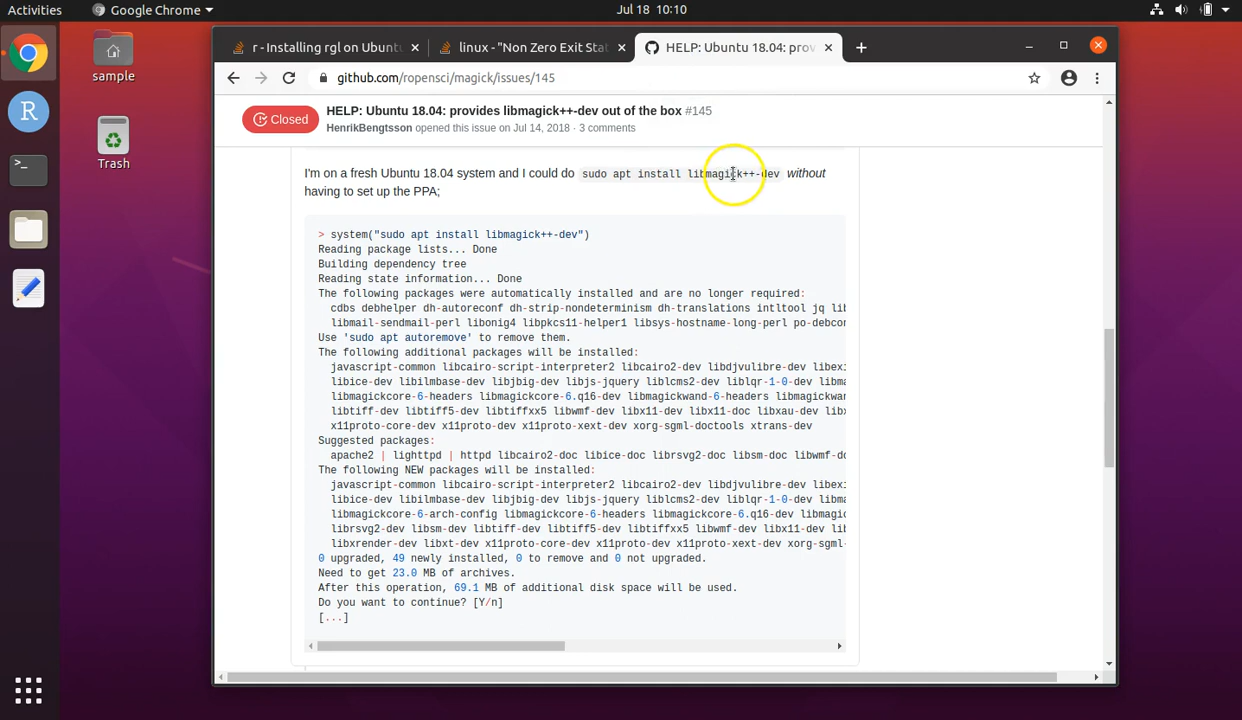 Activities
Google Chrome
Jul 18 10:10
sample
Trash
r - Installing rgl on Ubunt
linux - "Non Zero Exit Sta
HELP: Ubuntu 18.04: prov
github.com/ropensci/magick/issues/145
Closed
HELP: Ubuntu 18.04: provides libmagick++-dev out of the box #145
HenrikBengtsson opened this issue on Jul 14, 2018 · 3 comments
I'm on a fresh Ubuntu 18.04 system and I could do sudo apt install libmagick++-dev without
having to set up the PPA;
> system("sudo apt install libmagick++-dev")
Reading package lists... Done
Building dependency tree
Reading state information... Done
The following packages were automatically installed and are no longer required:
cdbs debhelper dh-autoreconf dh-strip-nondeterminism dh-translations intltool jq lib
libmail-sendmail-perl libonig4 libpkcs11-helper1 libsys-hostname-long-perl po-debcon
Use 'sudo apt autoremove' to remove them.
The following additional packages will be installed:
javascript-common libcairo-script-interpreter2 libcairo2-dev libdjvulibre-dev libexi
libice-dev libilmbase-dev libjbig-dev libjs-jquery liblcms2-dev liblqr-1-0-dev libma
libmagickcore-6-headers libmagickcore-6.q16-dev libmagickwand-6-headers libmagickwan
libtiff-dev libtiff5-dev libtiffxx5 libwmf-dev libx11-dev libx11-doc libxau-dev libx
x11proto-core-dev x11proto-dev x11proto-xext-dev xorg-sgml-doctools xtrans-dev
Suggested packages:
apache2 | lighttpd | httpd libcairo2-doc libice-doc librsvg2-doc libsm-doc libwmf-do
The following NEW packages will be installed:
javascript-common libcairo-script-interpreter2 libcairo2-dev libdjvulibre-dev libexi
libice-dev libilmbase-dev libjbig-dev libjs-jquery liblcms2-dev liblqr-1-0-dev libma
libmagickcore-6-arch-config libmagickcore-6-headers libmagickcore-6.q16-dev libmagic
librsvg2-dev libsm-dev libtiff-dev libtiff5-dev libtiffxx5 libwmf-dev libx11-dev lib
libxrender-dev libxt-dev x11proto-core-dev x11proto-dev x11proto-xext-dev xorg-sgml-
0 upgraded, 49 newly installed, 0 to remove and 0 not upgraded.
Need to get 23.0 MB of archives.
After this operation, 69.1 MB of additional disk space will be used.
Do you want to continue? [Y/n]
[...]